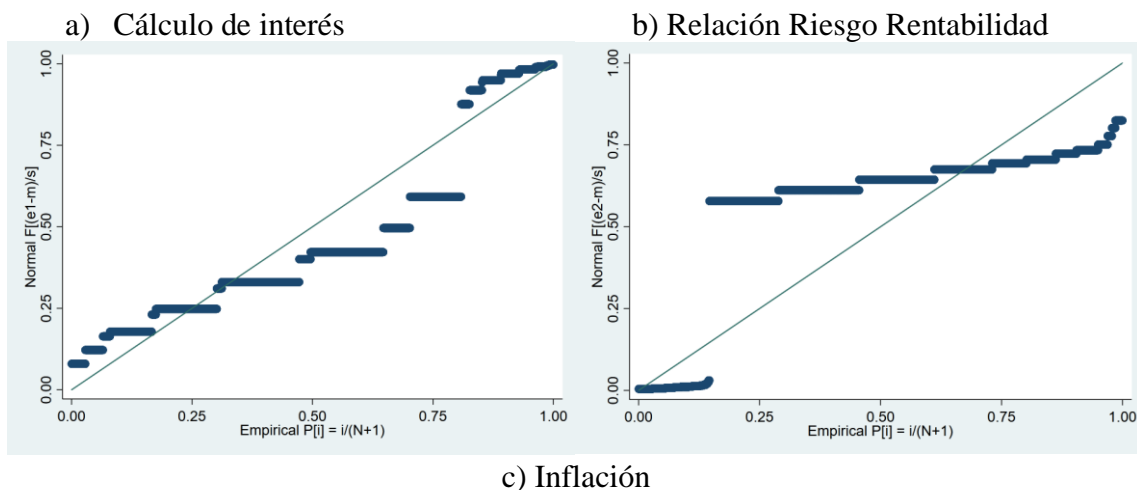 a) Cálculo de interés
b) Relación Riesgo Rentabilidad
Normal F[(e1-m)/s]
1.00
0.75
0.50
0.25
0.00
0.00 0.25 0.50 0.75 1.00
Empirical P[i] = i/(N+1)
Normal F[(e2-m)/s]
1.00
0.75
0.50
0.25
0.00
0.00 0.25 0.50 0.75 1.00
Empirical P[i] = i/(N+1)
c) Inflación